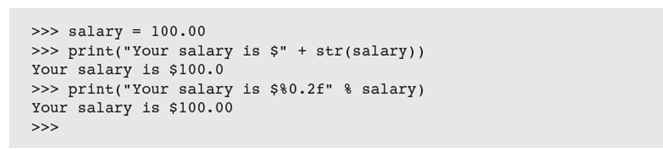 >>> salary = 100.00
>>> print("Your salary is $" + str(salary))
Your salary is $100.0
>>> print("Your salary is $%0.2f" % salary)
Your salary is $100.00
>>>